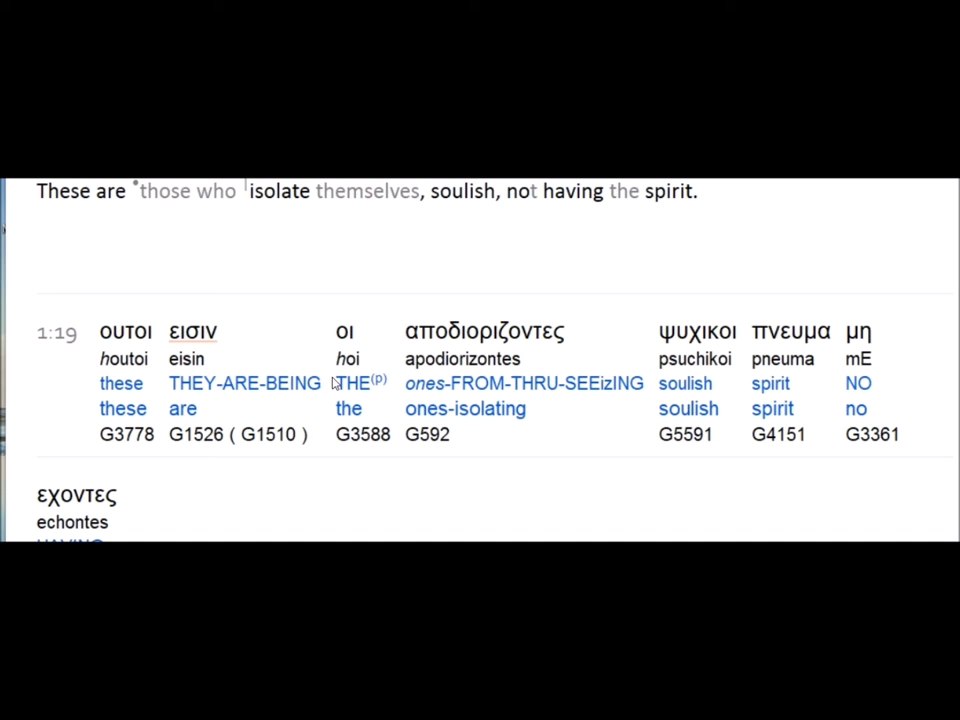 These are •those who |isolate themselves, soulish, not having the spirit.
1:19 ουτοι εισιν οι αποδιοριζοντες ψυχικοι πνευμα μη
houtoi eisin hoi apodiorizontes psuchikoi pneuma mE
these THEY-ARE-BEING THE(p) ones-FROM-THRU-SEEizING soulish spirit NO
these are the ones-isolating soulish spirit no
G3778 G1526 ( G1510 ) G3588 G592 G5591 G4151 G3361
εχοντες
echontes
HAVING